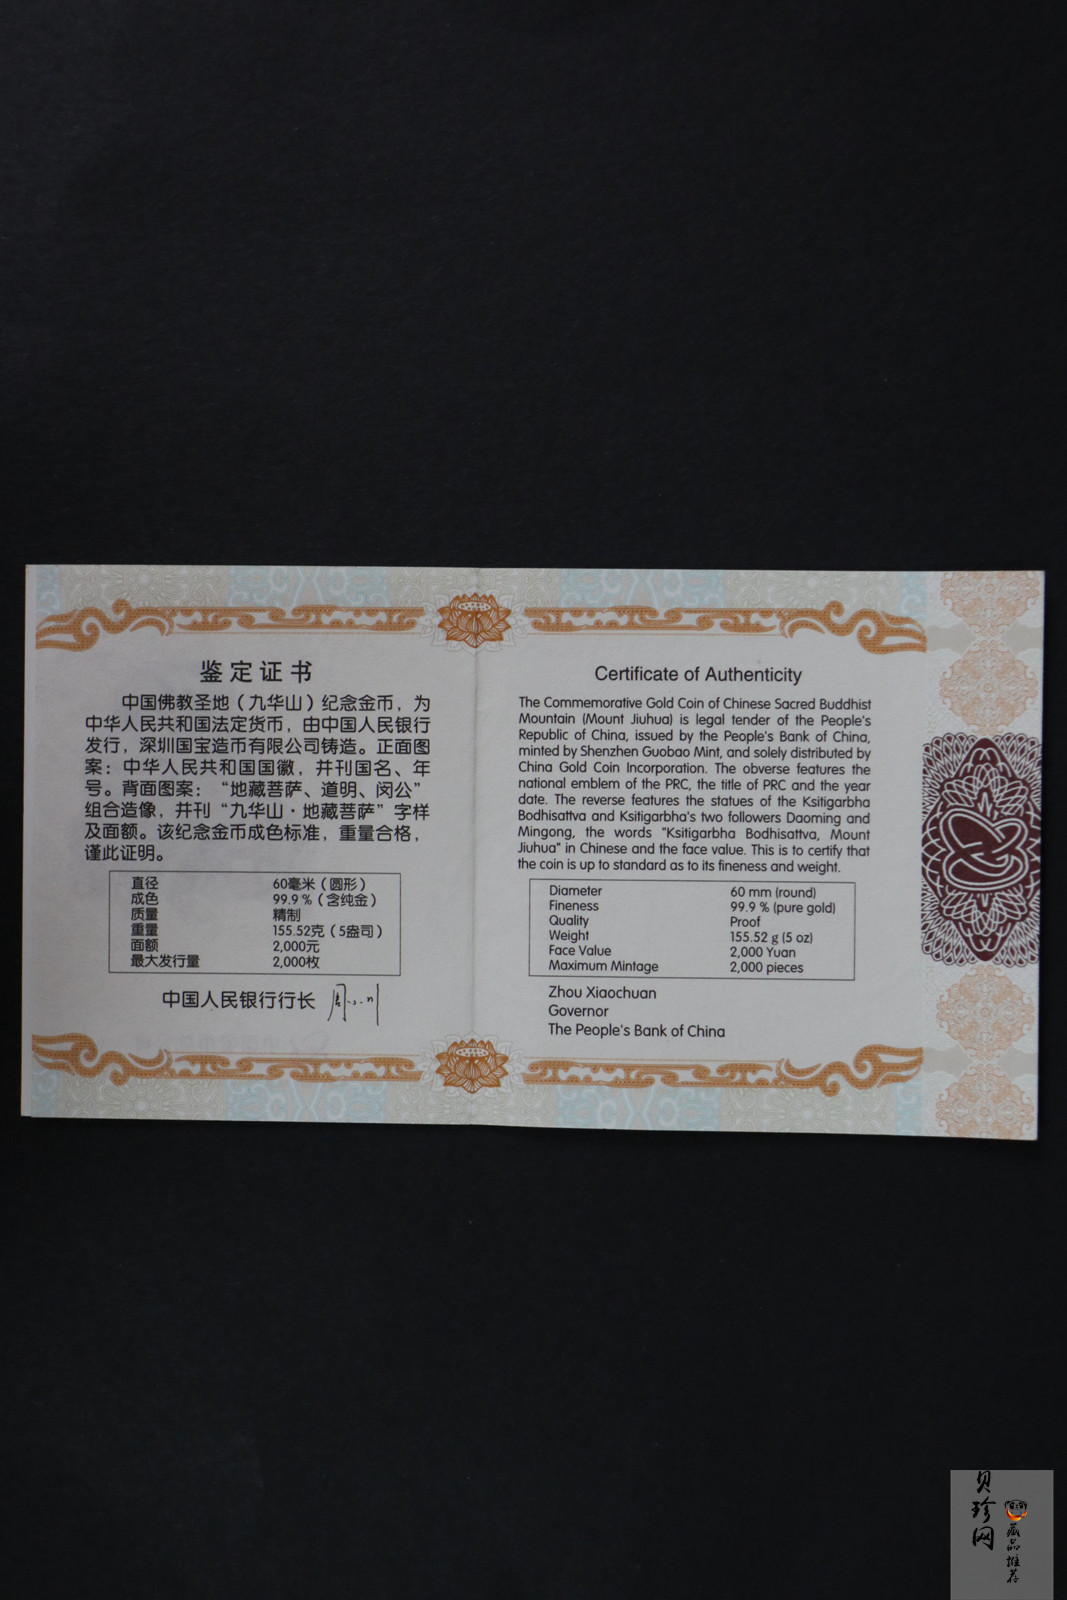 鉴定证书
中国佛教圣地（九华山）纪念金币，为
中华人民共和国法定货币，由中国人民银行
发行，深圳国宝造币有限公司铸造。正面图
案：中华人民共和国国徽，并刊国名、年
号。背面图案：“地藏菩萨、道明、闵公”
组合造像，并刊“九华山·地藏菩萨”字样
及面额。该纪念金币成色标准，重量合格，
谨此证明。
直径 60毫米（圆形）
成色 99.9％（含纯金）
质量 精制
重量 155.52克（5盎司）
面额 2,000元
最大发行量 2,000枚
中国人民银行行长
Certificate of Authenticity
The Commemorative Gold Coin of Chinese Sacred Buddhist
Mountain (Mount Jiuhua) is legal tender of the People's
Republic of China, issued by the People's Bank of China,
minted by Shenzhen Guobao Mint, and solely distributed by
China Gold Coin Incorporation. The obverse features the
national emblem of the PRC, the title of PRC and the year
date. The reverse features the statues of the Ksitigarbha
Bodhisattva and Ksitigarbha's two followers Daoming and
Mingong, the words "Ksitigarbha Bodhisattva, Mount
Jiuhua" in Chinese and the face value. This is to certify that
the coin is up to standard as to its fineness and weight.
Diameter 60 mm (round)
Fineness 99.9 % (pure gold)
Quality Proof
Weight 155.52 g (5 oz)
Face Value 2,000 Yuan
Maximum Mintage 2,000 pieces
Zhou Xiaochuan
Governor
The People's Bank of China
贝珍网
藏品推荐